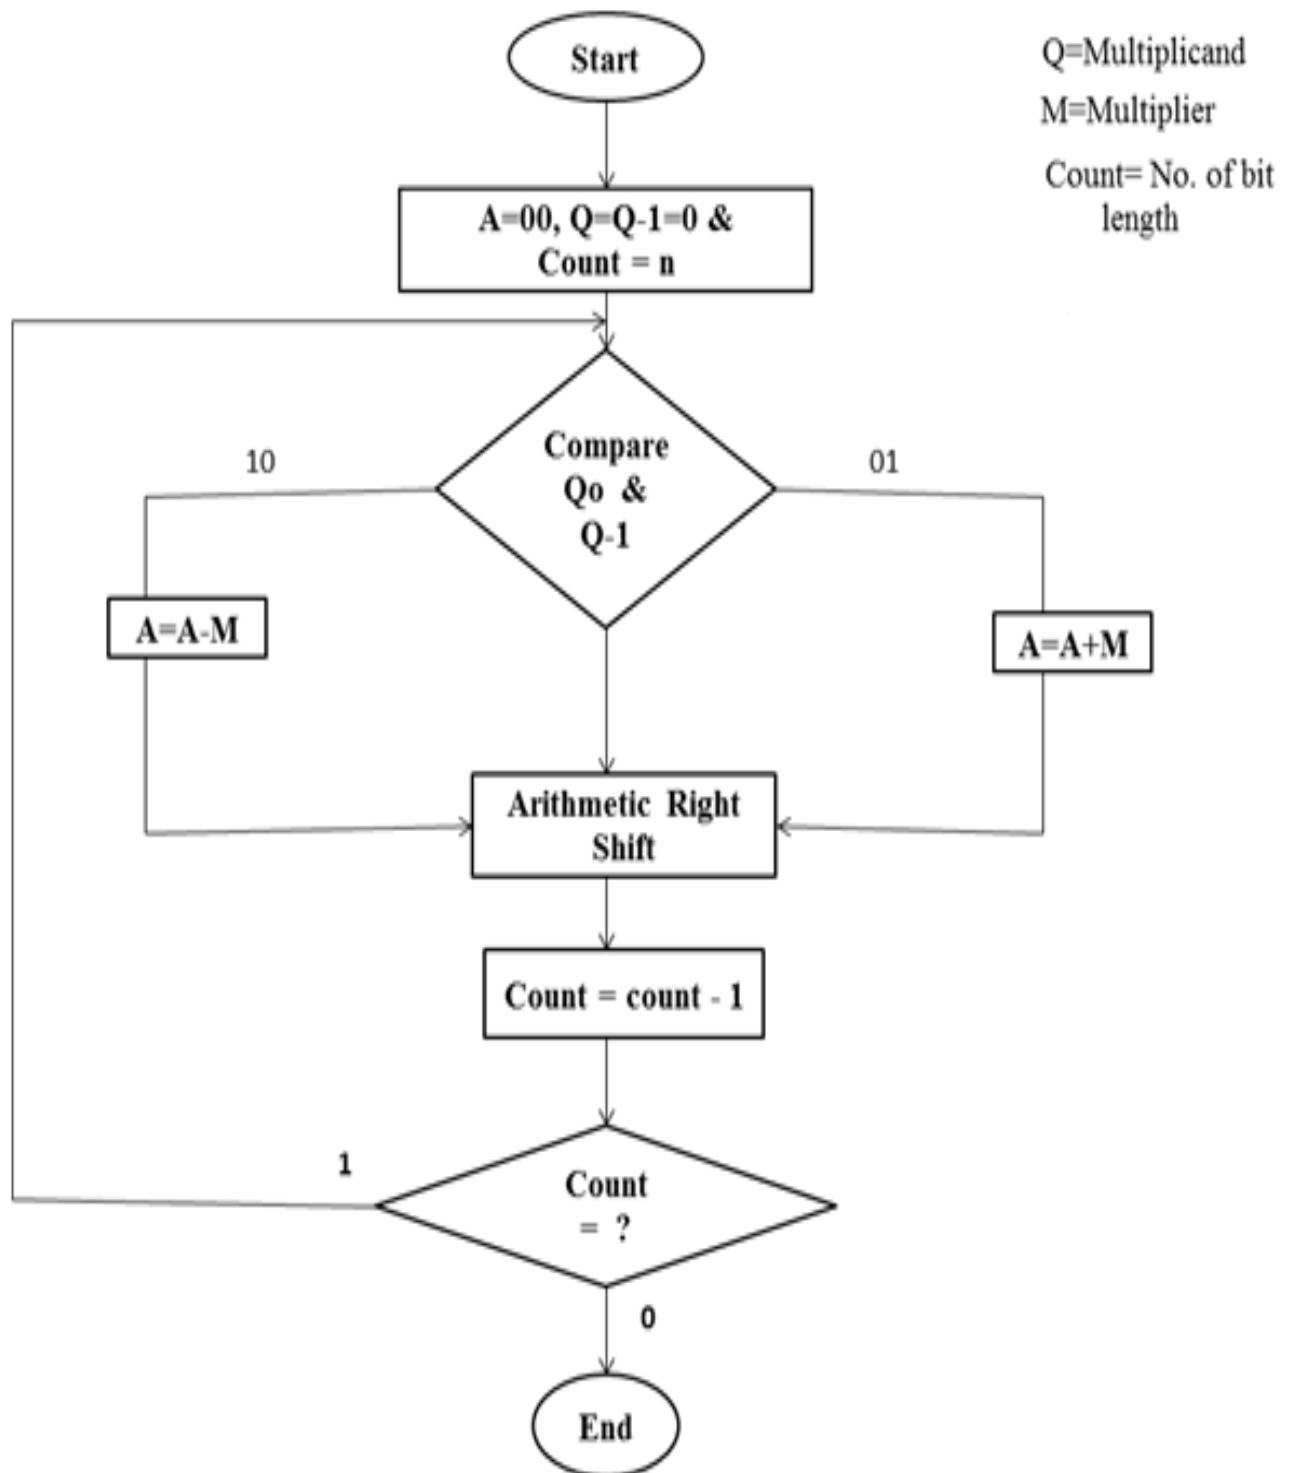 Start
Q=Multiplicand
M=Multiplier
Count= No. of bit
length
A=00, Q=Q-1=0 &
Count = n
Compare
Qo &
Q-1
10
01
A=A-M
A=A+M
Arithmetic Right
Shift
Count = count - 1
1
Count
= ?
0
End